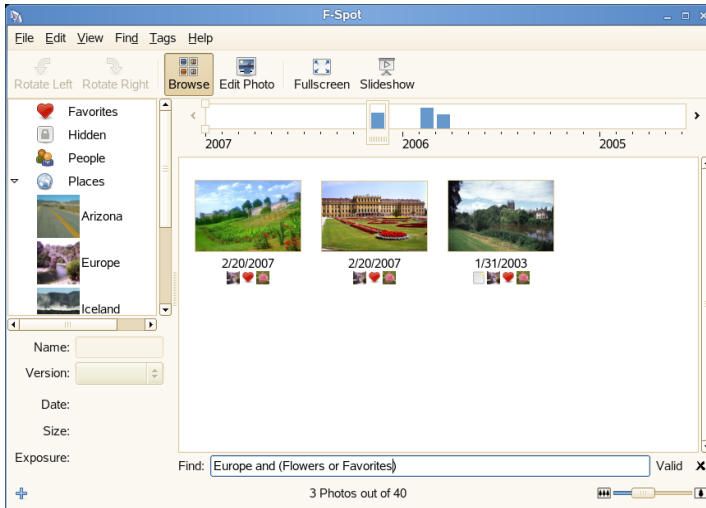 F-Spot
File Edit View Find Tags Help
Rotate Left Rotate Right Browse Edit Photo Fullscreen Slideshow
Favorites
Hidden
People
Places
Arizona
Europe
Iceland
2007 2006 2005
2/20/2007 2/20/2007 1/31/2003
Name:
Version:
Date:
Size:
Exposure:
Find: Europe and (Flowers or Favorites) Valid
3 Photos out of 40